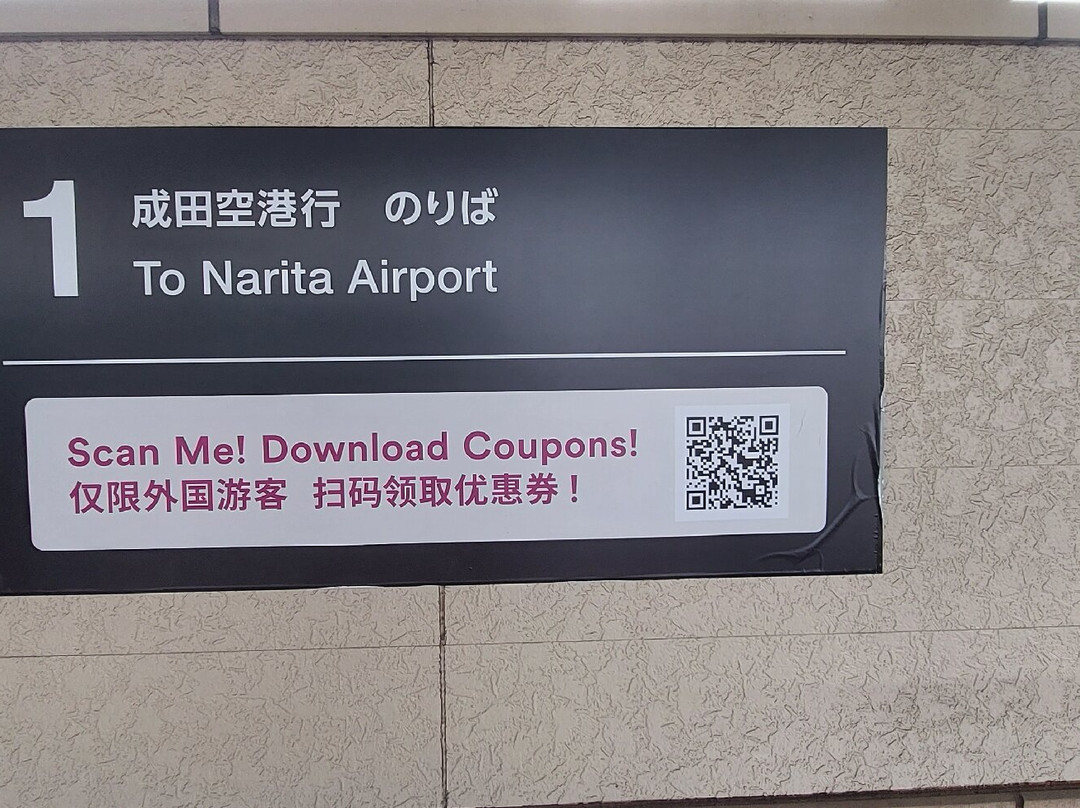 1
成田空港行 のりば
To Narita Airport
Scan Me! Download Coupons!
仅限外国游客 扫码领取优惠券！